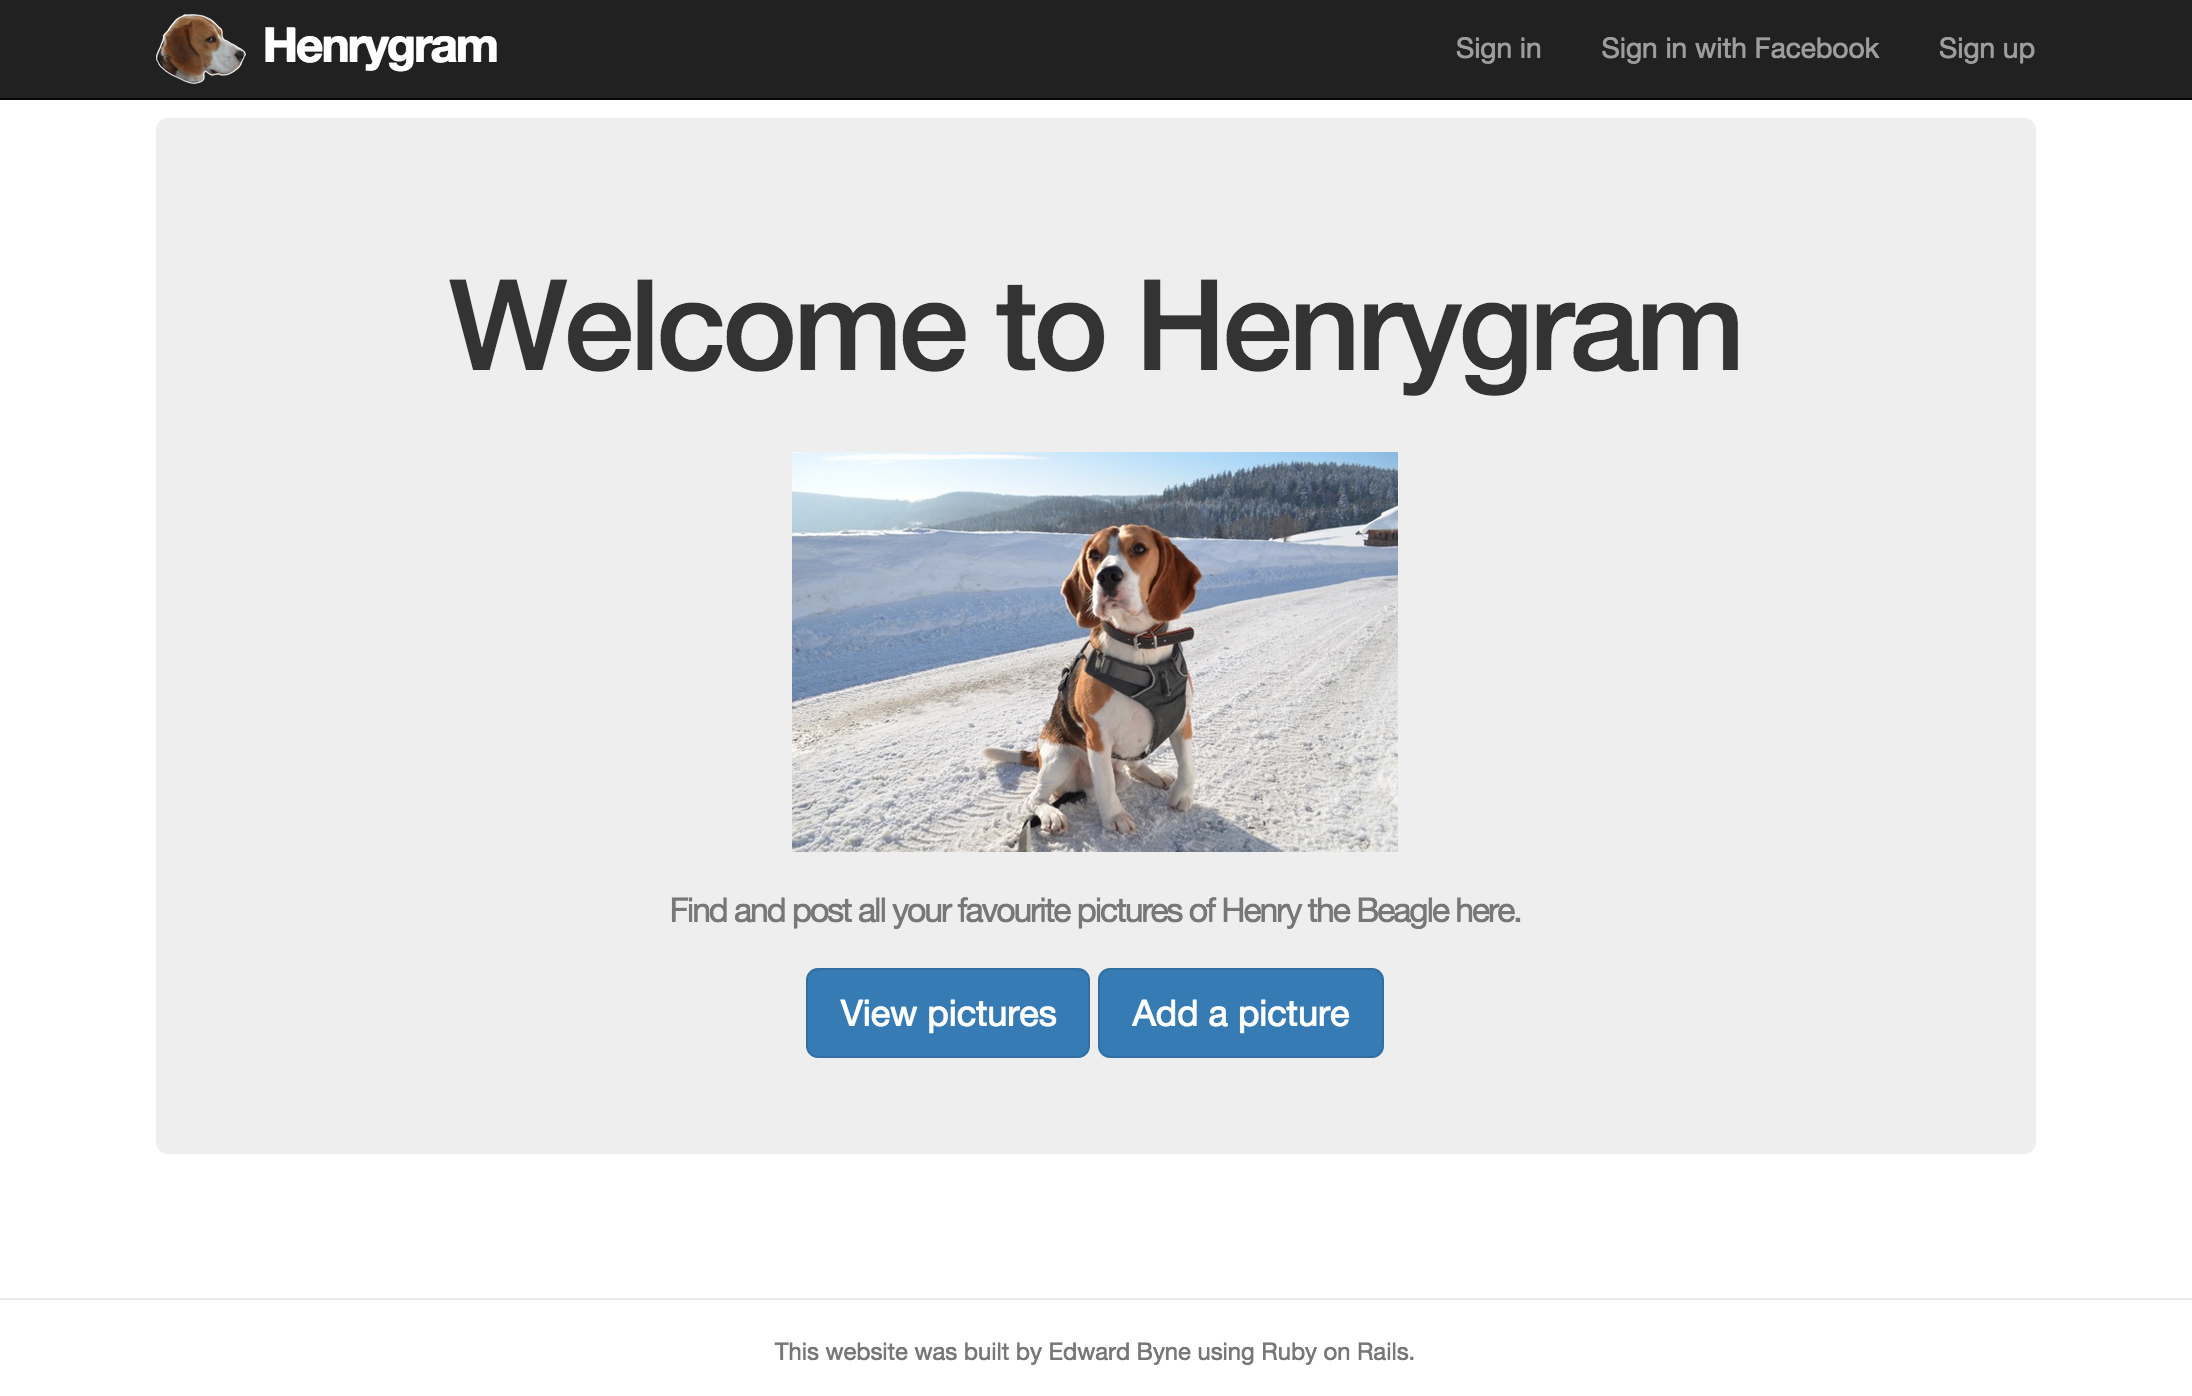 Henrygram
Sign in
Sign in with Facebook
Sign up
Welcome to Henrygram
Find and post all your favourite pictures of Henry the Beagle here.
View pictures
Add a picture
This website was built by Edward Byne using Ruby on Rails.